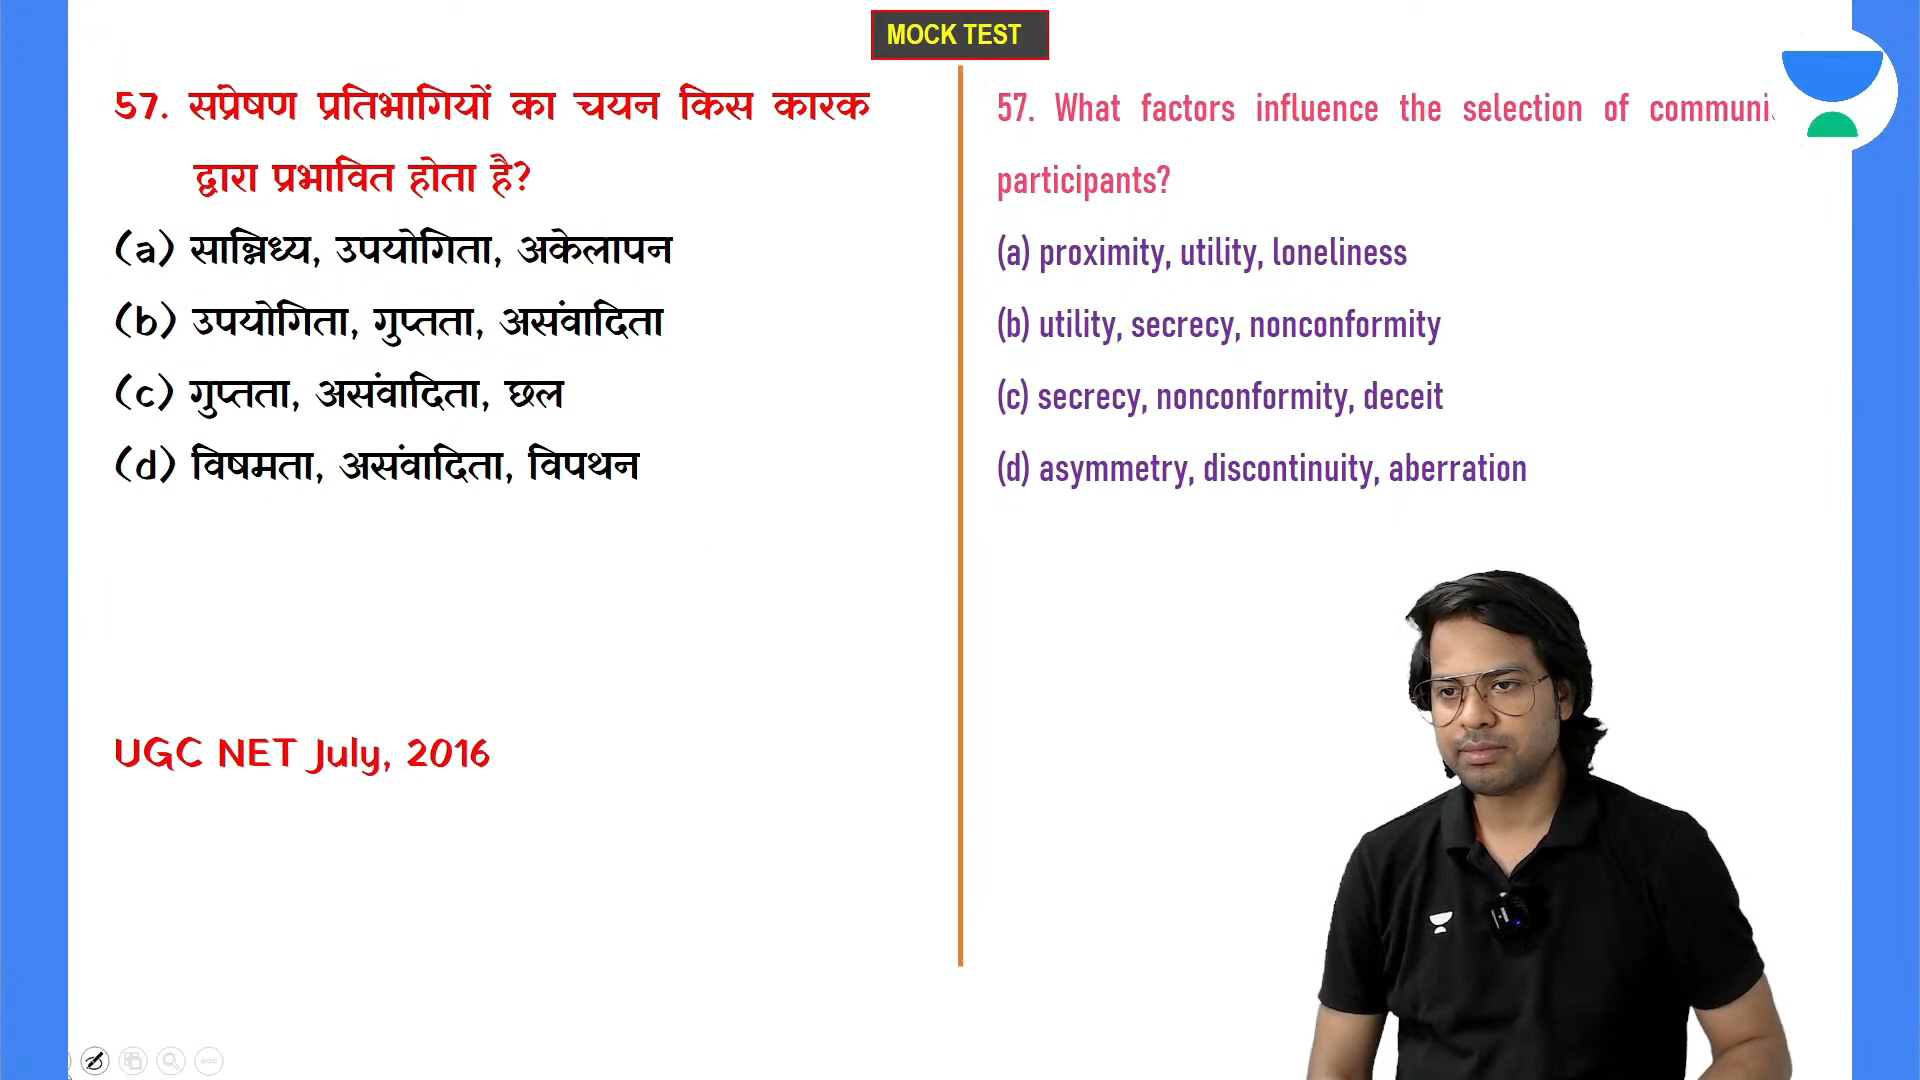 MOCK TEST
57. संप्रेषण प्रतिभागियों का चयन किस कारक
द्वारा प्रभावित होता है?
(a) सान्निध्य, उपयोगिता, अकेलापन
(b) उपयोगिता, गुप्तता, असंवादिता
(c) गुप्तता, असंवादिता, छल
(d) विषमता, असंवादिता, विपथन
UGC NET July, 2016
57. What factors influence the selection of
participants?
(a) proximity, utility, loneliness
(b) utility, secrecy, nonconformity
(c) secrecy, nonconformity, deceit
(d) asymmetry, discontinuity, aberration